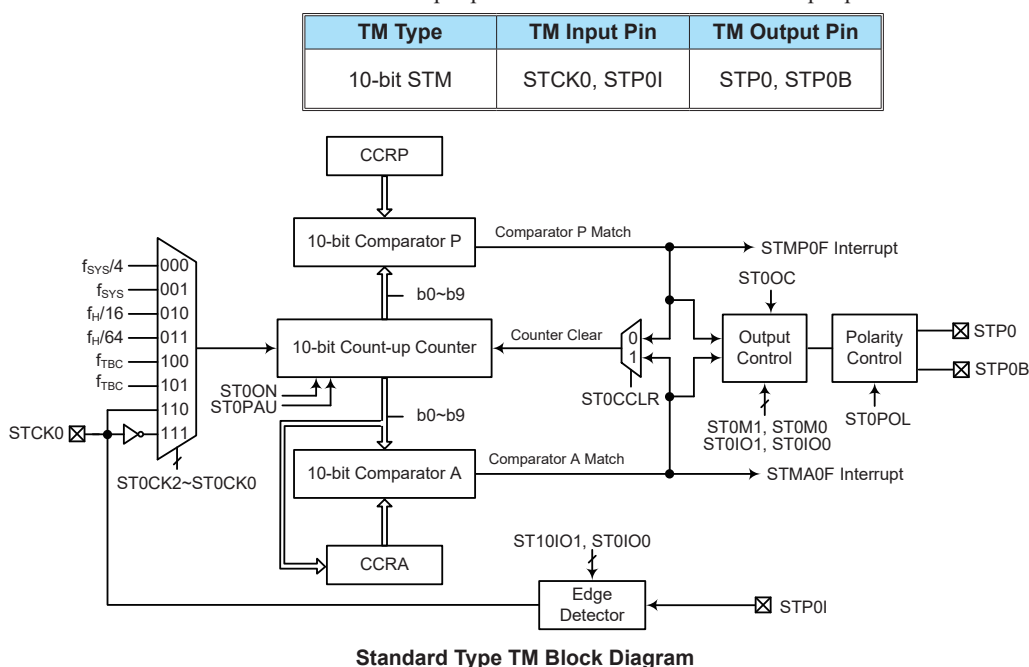 TM Type TM Input Pin TM Output Pin
10-bit STM STCK0, STP0I STP0, STP0B
CCRP
10-bit Comparator P
Comparator P Match
STMP0F Interrupt
fSYS/4 000
fSYS 001
fH/16 010
fH/64 011
fTBC 100
fTBC 101
110
111
STCK0
ST0CK2~ST0CK0
b0~b9
10-bit Count-up Counter
Counter Clear
0
1
ST0CCLR
ST0ON
ST0PAU
b0~b9
ST0OC
Output
Control
Polarity
Control
STP0
STP0B
ST0M1, ST0M0
ST0IO1, ST0IO0
ST0POL
10-bit Comparator A
Comparator A Match
STMA0F Interrupt
CCRA
ST10IO1, ST0IO0
Edge
Detector
STP0I
Standard Type TM Block Diagram